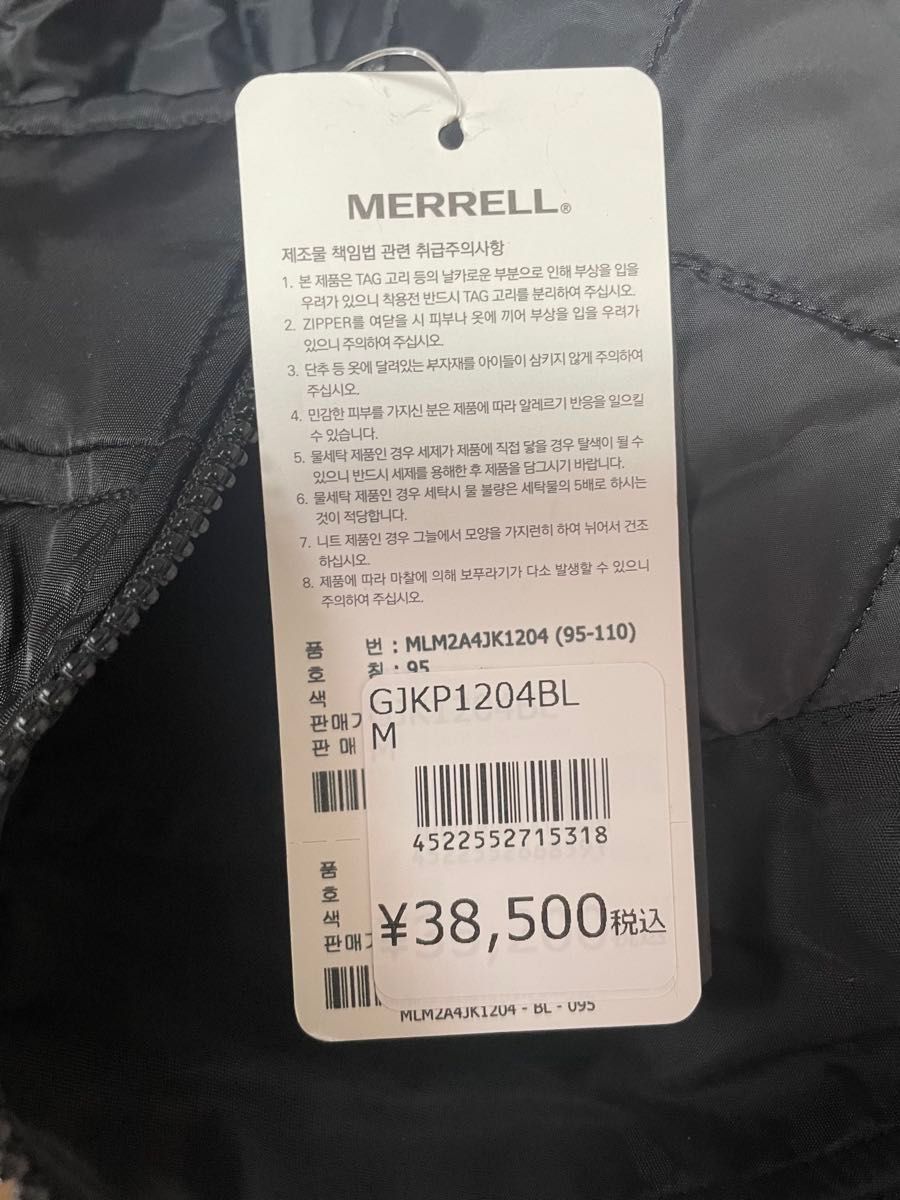 MERRELL®
제조물 책임법 관련 취급주의사항
1. 본 제품은 TAG 고리 등의 날카로운 부분으로 인해 부상을 입을
우려가 있으니 착용전 반드시 TAG 고리를 분리하여 주십시오.
2. ZIPPER를 여닫을 시 피부나 옷에 끼어 부상을 입을 우려가
있으니 주의하여 주십시오.
3. 단추 등 옷에 달려있는 부자재를 아이들이 삼키지 않게 주의하여
주십시오.
4. 민감한 피부를 가지신 분은 제품에 따라 알레르기 반응을 일으킬
수 있습니다.
5. 물세탁 제품인 경우 세제가 제품에 직접 닿을 경우 탈색이 될 수
있으니 반드시 세제를 용해한 후 제품을 담그시기 바랍니다.
6. 물세탁 제품인 경우 세탁시 물 불량은 세탁물의 5배로 하시는
것이 적당합니다.
7. 니트 제품인 경우 그늘에서 모양을 가지런히 하여 뉘어서 건조
하십시오.
8. 제품에 따라 마찰에 의해 보푸라기가 다소 발생할 수 있으니
주의하여 주십시오.
품 번 : MLM2A4JK1204 (95-110)
호 칭 : 95
색
판매
판 매
GJKP1204BL
M
4522552715318
¥38,500税込
품
호
색
판매
MLM2A4JK1204 - BL - 095